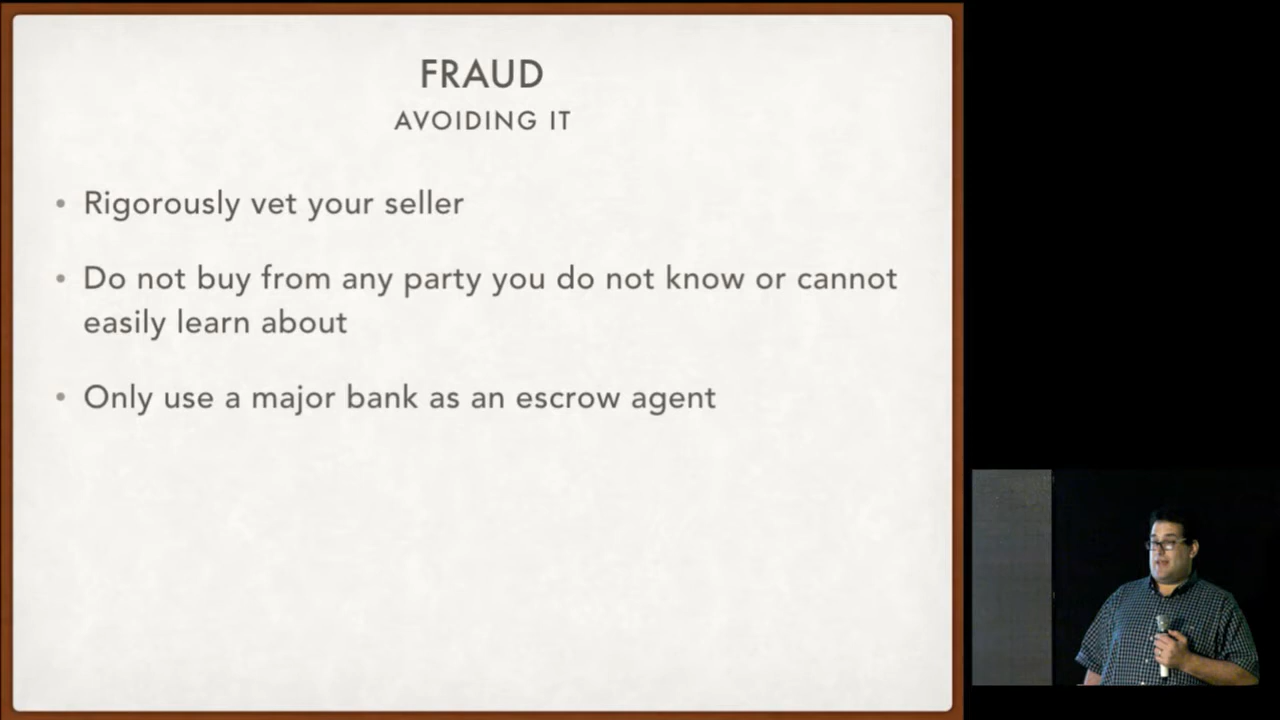 FRAUD
AVOIDING IT
• Rigorously vet your seller
• Do not buy from any party you do not know or cannot
easily learn about
• Only use a major bank as an escrow agent